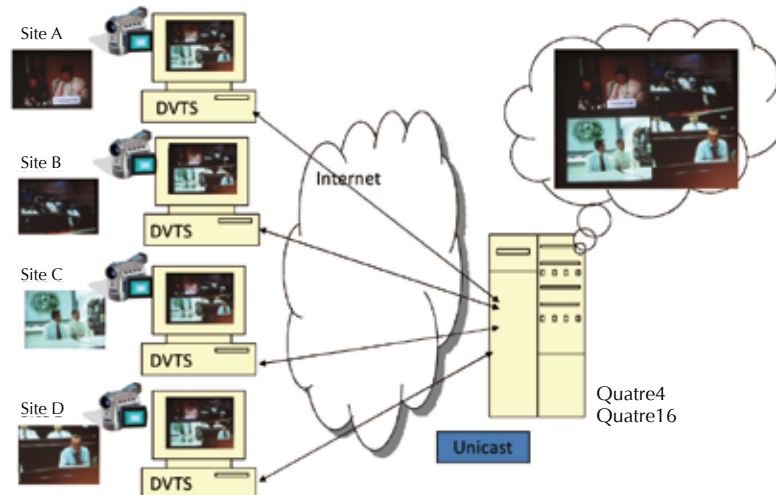 Site A
DVTS
Site B
DVTS
Site C
DVTS
Site D
DVTS
Internet
Quatre4
Quatre16
Unicast